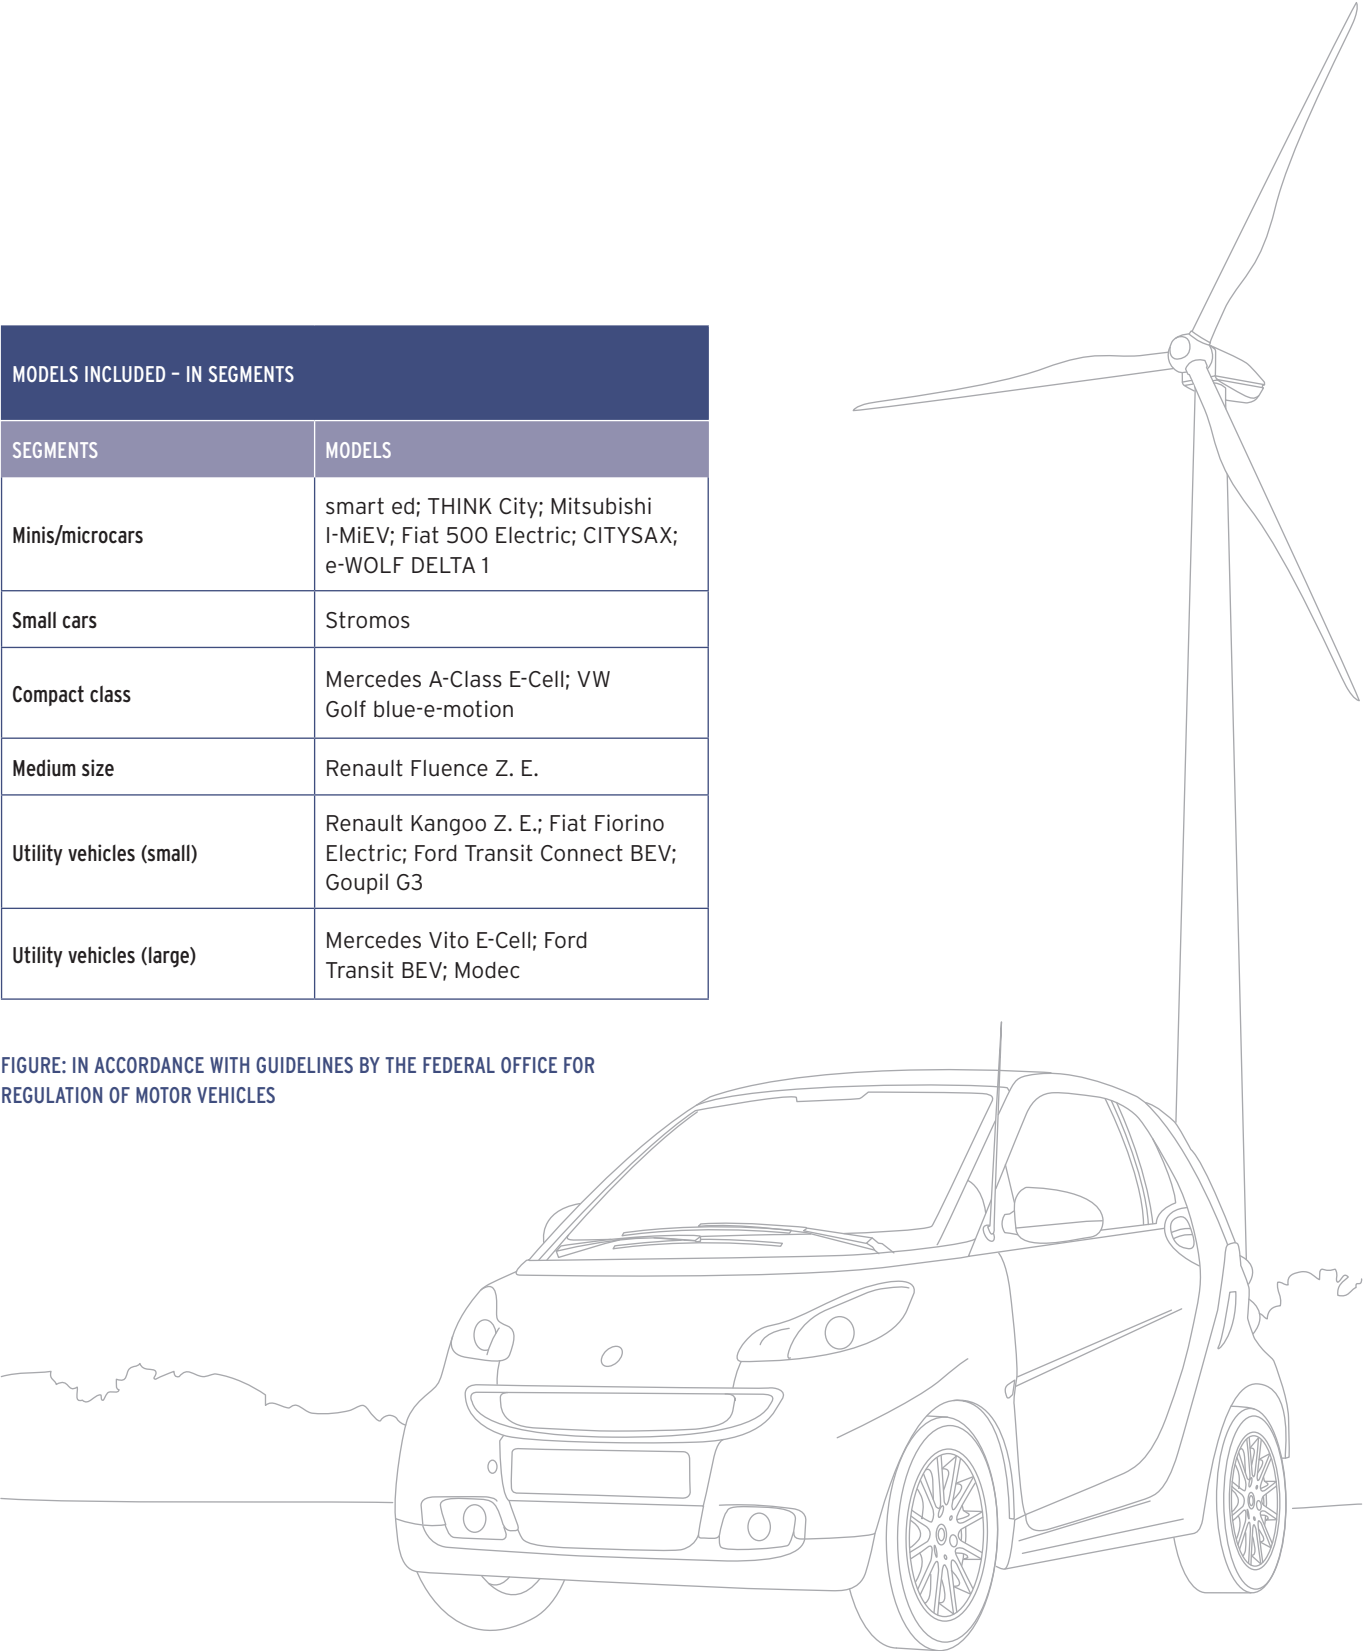 MODELS INCLUDED – IN SEGMENTS
SEGMENTS
MODELS
Minis/microcars
smart ed; THINK City; Mitsubishi
I-MiEV; Fiat 500 Electric; CITYSAX;
e-WOLF DELTA 1
Small cars
Stromos
Compact class
Mercedes A-Class E-Cell; VW
Golf blue-e-motion
Medium size
Renault Fluence Z. E.
Utility vehicles (small)
Renault Kangoo Z. E.; Fiat Fiorino
Electric; Ford Transit Connect BEV;
Goupil G3
Utility vehicles (large)
Mercedes Vito E-Cell; Ford
Transit BEV; Modec
FIGURE: IN ACCORDANCE WITH GUIDELINES BY THE FEDERAL OFFICE FOR
REGULATION OF MOTOR VEHICLES